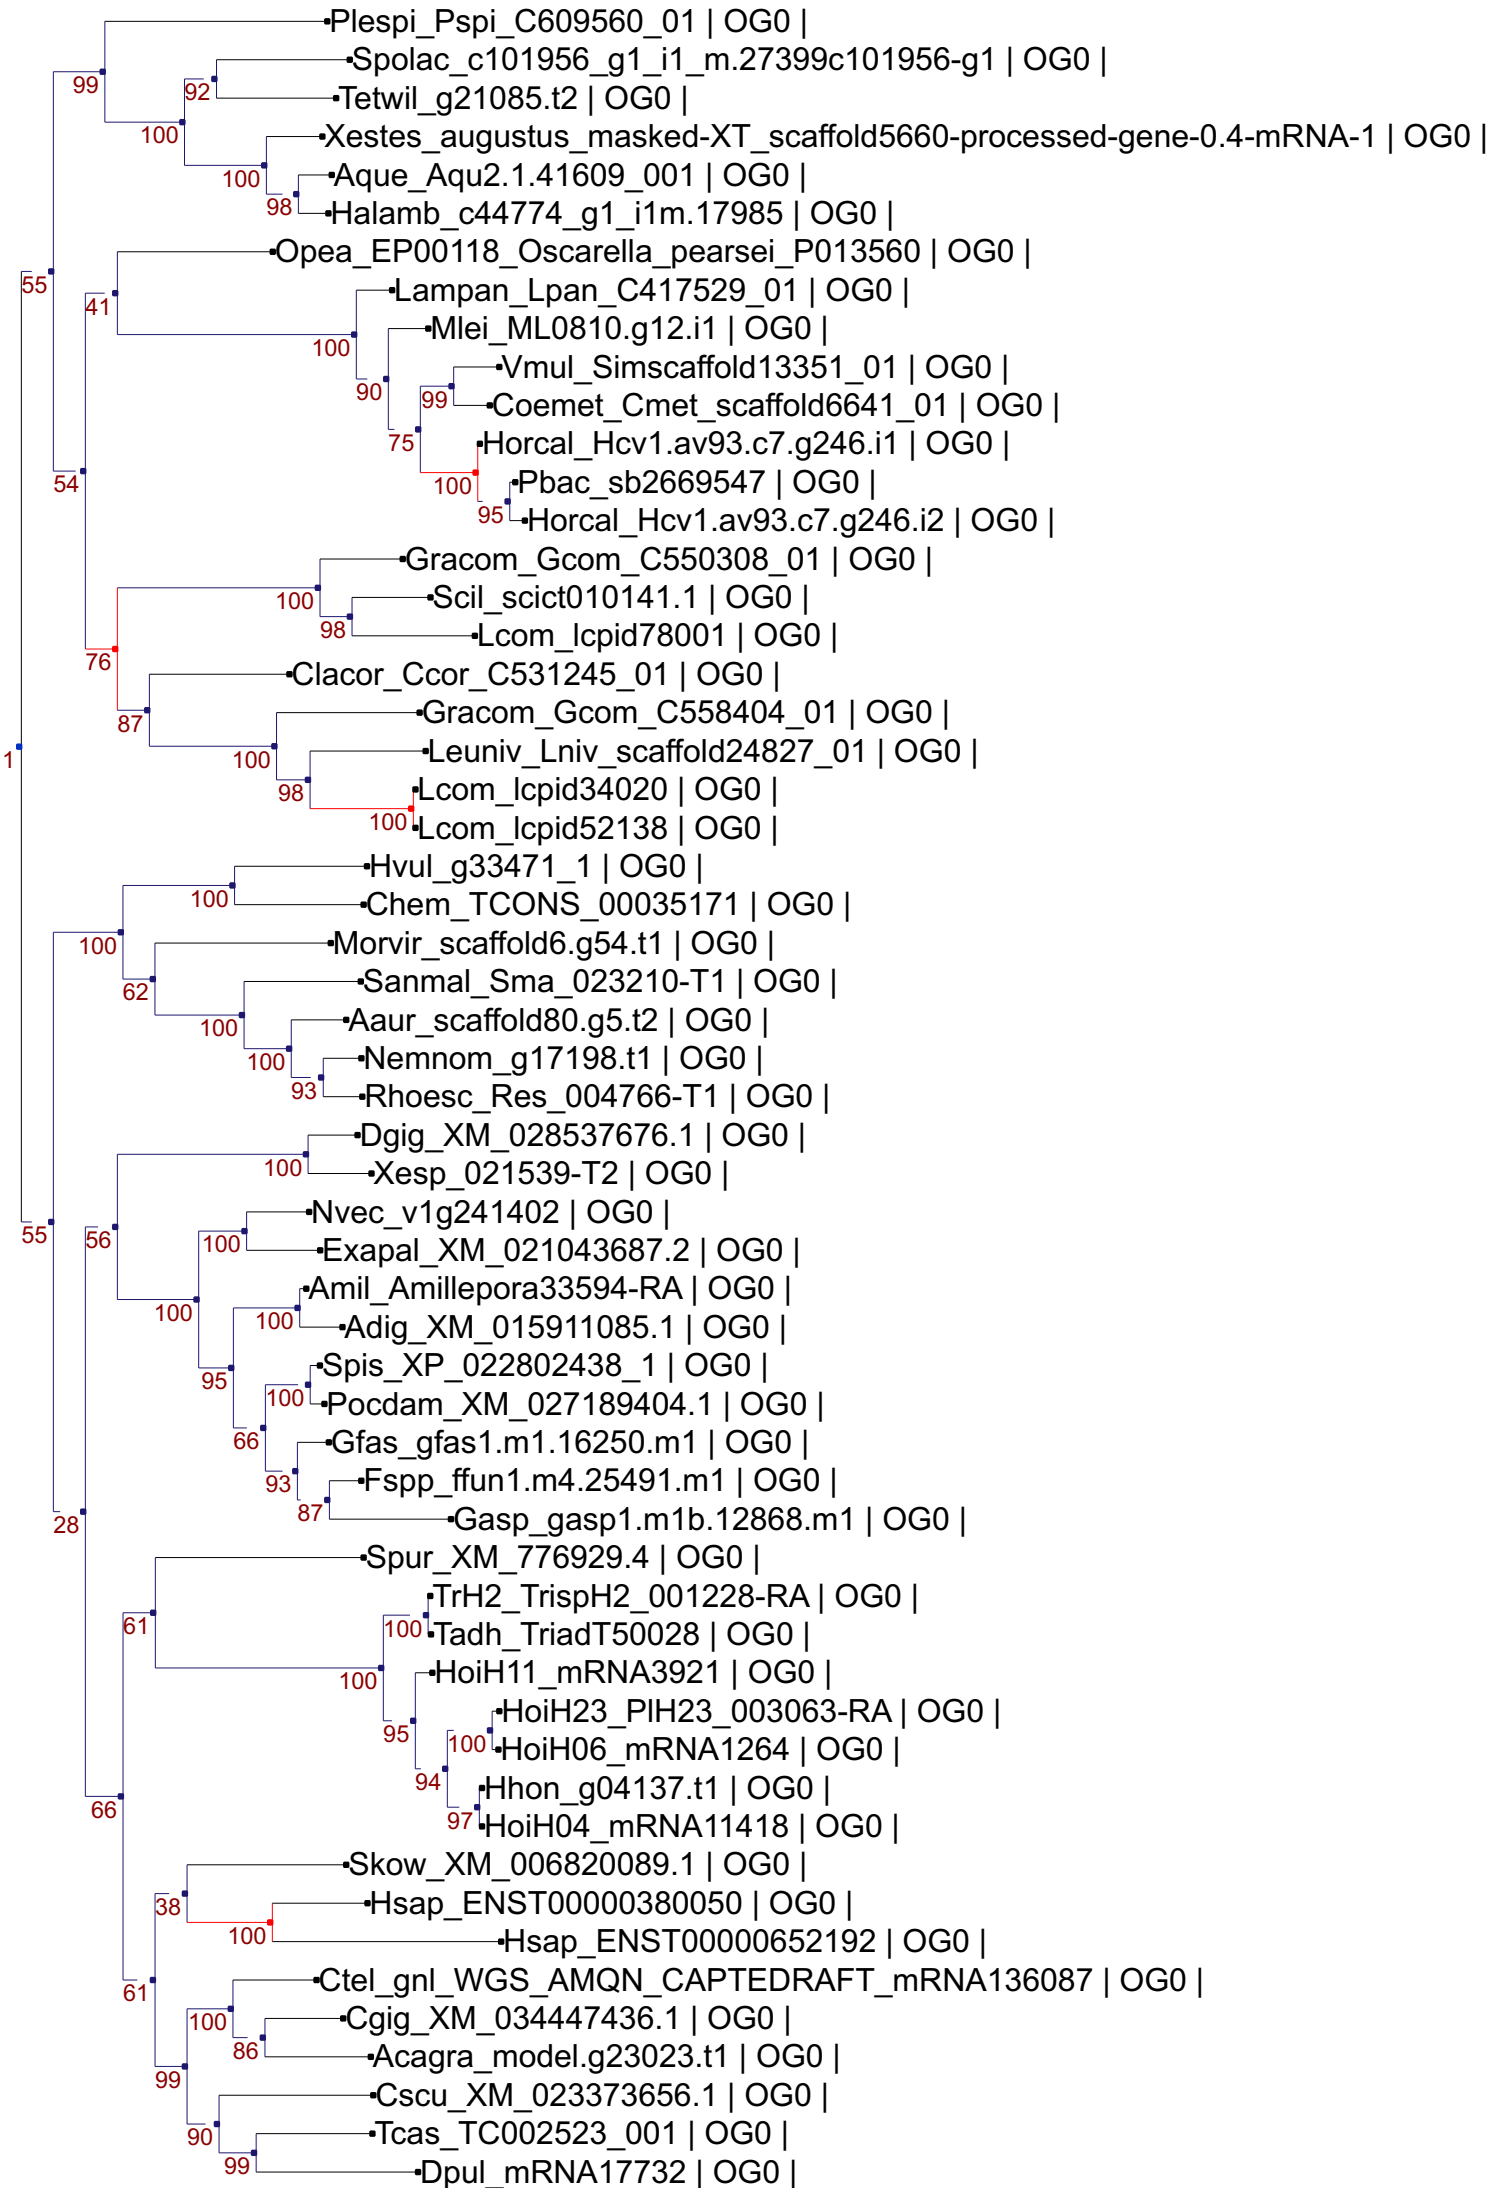 Plespi_Pspi_C609560_01 | OG0 |
Spolac_c101956_g1_i1_m.27399c101956-g1 | OG0 |
99
92
Tetwil_g21085.t2 | OG0 |
100
Xestes_augustus_masked-XT_scaffold5660-processed-gene-0.4-mRNA-1 | OG0 |
100
Aque_Aqu2.1.41609_001 | OG0 |
98
Halamb_c44774_g1_i1m.17985 | OG0 |
Opea_EP00118_Oscarella_pearsei_P013560 | OG0 |
55
41
Lampan_Lpan_C417529_01 | OG0 |
Mlei_ML0810.g12.i1 | OG0 |
100
Vmul_Simscaffold13351_01 | OG0 |
90
99
Coemet_Cmet_scaffold6641_01 | OG0 |
75
Horcal_Hcv1.av93.c7.g246.i1 | OG0 |
54
100
Pbac_sb2669547 | OG0 |
95
Horcal_Hcv1.av93.c7.g246.i2 | OG0 |
Gracom_Gcom_C550308_01 | OG0 |
100
Scil_scict010141.1 | OG0 |
98
Lcom_lcpid78001 | OG0 |
76
Clacor_Ccor_C531245_01 | OG0 |
87
Gracom_Gcom_C558404_01 | OG0 |
1
100
Leuniv_Lniv_scaffold24827_01 | OG0 |
98
Lcom_lcpid34020 | OG0 |
100
Lcom_lcpid52138 | OG0 |
Hvul_g33471_1 | OG0 |
100
Chem_TCONS_00035171 | OG0 |
100
Morvir_scaffold6.g54.t1 | OG0 |
62
Sanmal_Sma_023210-T1 | OG0 |
100
Aaur_scaffold80.g5.t2 | OG0 |
100
Nemnom_g17198.t1 | OG0 |
93
Rhoesc_Res_004766-T1 | OG0 |
Dgig_XM_028537676.1 | OG0 |
100
Xesp_021539-T2 | OG0 |
55
56
Nvec_v1g241402 | OG0 |
100
Exapal_XM_021043687.2 | OG0 |
100
Amil_Amillepora33594-RA | OG0 |
100
Adig_XM_015911085.1 | OG0 |
95
Spis_XP_022802438_1 | OG0 |
100
Pocdam_XM_027189404.1 | OG0 |
66
Gfas_gfas1.m1.16250.m1 | OG0 |
93
Fspp_ffun1.m4.25491.m1 | OG0 |
87
28
Gasp_gasp1.m1b.12868.m1 | OG0 |
Spur_XM_776929.4 | OG0 |
TrH2_TrispH2_001228-RA | OG0 |
61
100
Tadh_TriadT50028 | OG0 |
100
HoiH11_mRNA3921 | OG0 |
95
HoiH23_PlH23_003063-RA | OG0 |
100
HoiH06_mRNA1264 | OG0 |
94
Hhon_g04137.t1 | OG0 |
66
97
HoiH04_mRNA11418 | OG0 |
Skow_XM_006820089.1 | OG0 |
38
Hsap_ENST00000380050 | OG0 |
100
Hsap_ENST00000652192 | OG0 |
61
Ctel_gnl_WGS_AMQN_CAPTEDRAFT_mRNA136087 | OG0 |
100
Cgig_XM_034447436.1 | OG0 |
86
Acagra_model.g23023.t1 | OG0 |
99
Cscu_XM_023373656.1 | OG0 |
90
Tcas_TC002523_001 | OG0 |
99
Dpul_mRNA17732 | OG0 |